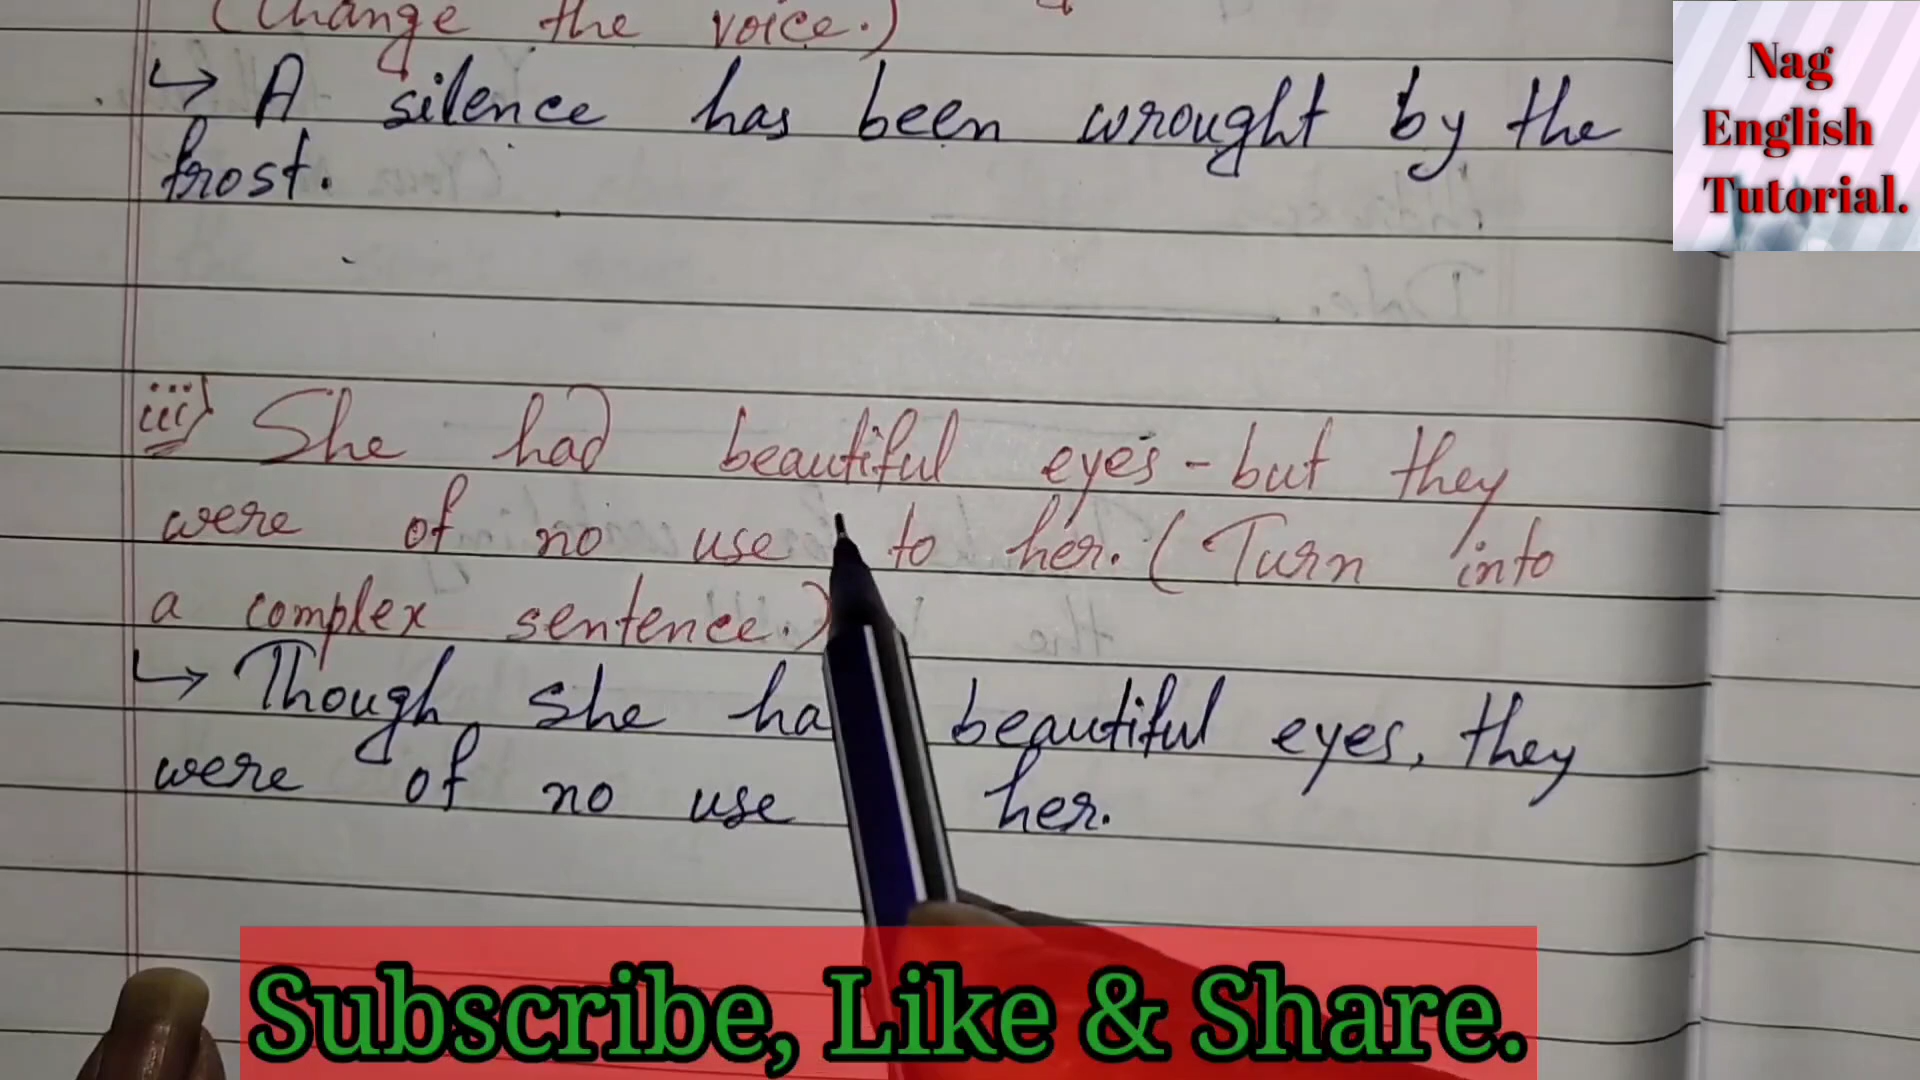 (Change the voice.)
↳ A silence has been wrought by the
frost.
iii) She had beautiful eyes - but they
were of no use to her. (Turn into
a complex sentence.)
↳ Though she ha beautiful eyes, they
were of no use her.
Nag
English
Tutorial.
Subscribe, Like & Share.